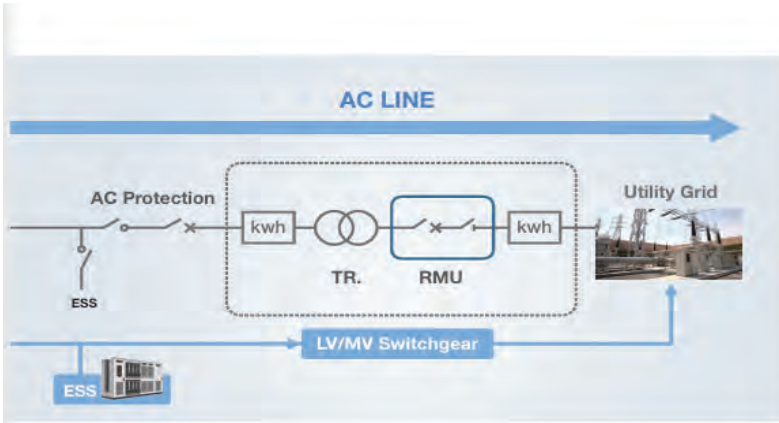 AC LINE
AC Protection
Utility Grid
kwh
kwh
TR.
RMU
ESS
LV/MV Switchgear
ESS